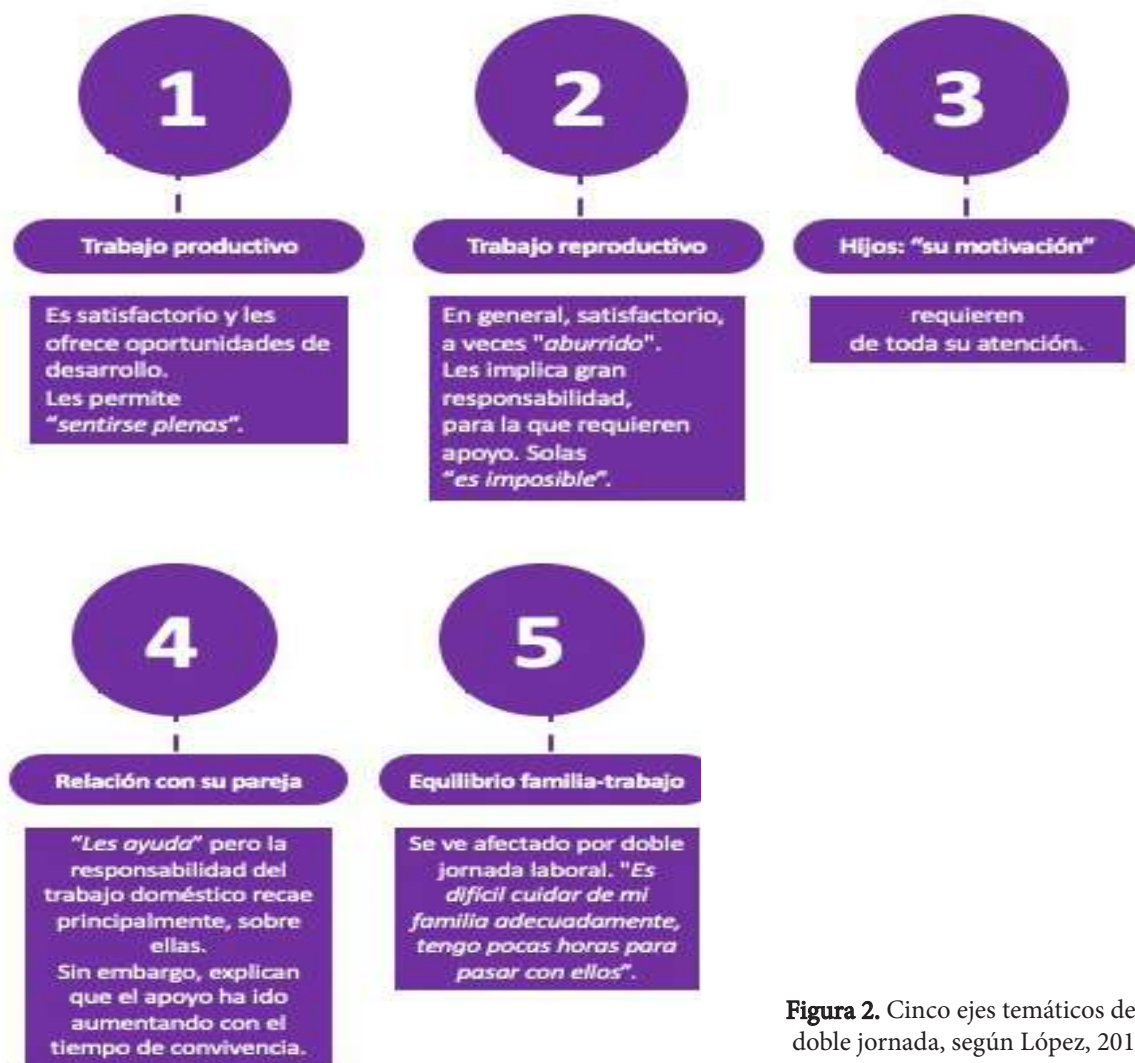 1
Trabajo productivo
Es satisfactorio y les
ofrece oportunidades de
desarrollo.
Les permite
“sentirse plenas”.
2
Trabajo reproductivo
En general, satisfactorio,
a veces "aburrido".
Les implica gran
responsabilidad,
para la que requieren
apoyo. Solas
“es imposible”.
3
Hijos: “su motivación”
requieren
de toda su atención.
4
Relación con su pareja
“Les ayuda” pero la
responsabilidad del
trabajo doméstico recae
principalmente, sobre
ellas.
Sin embargo, explican
que el apoyo ha ido
aumentando con el
tiempo de convivencia.
5
Equilibrio familia-trabajo
Se ve afectado por doble
jornada laboral. "Es
difícil cuidar de mi
familia adecuadamente,
tengo pocas horas para
pasar con ellos”.
Figura 2. Cinco ejes temáticos de
doble jornada, según López, 201